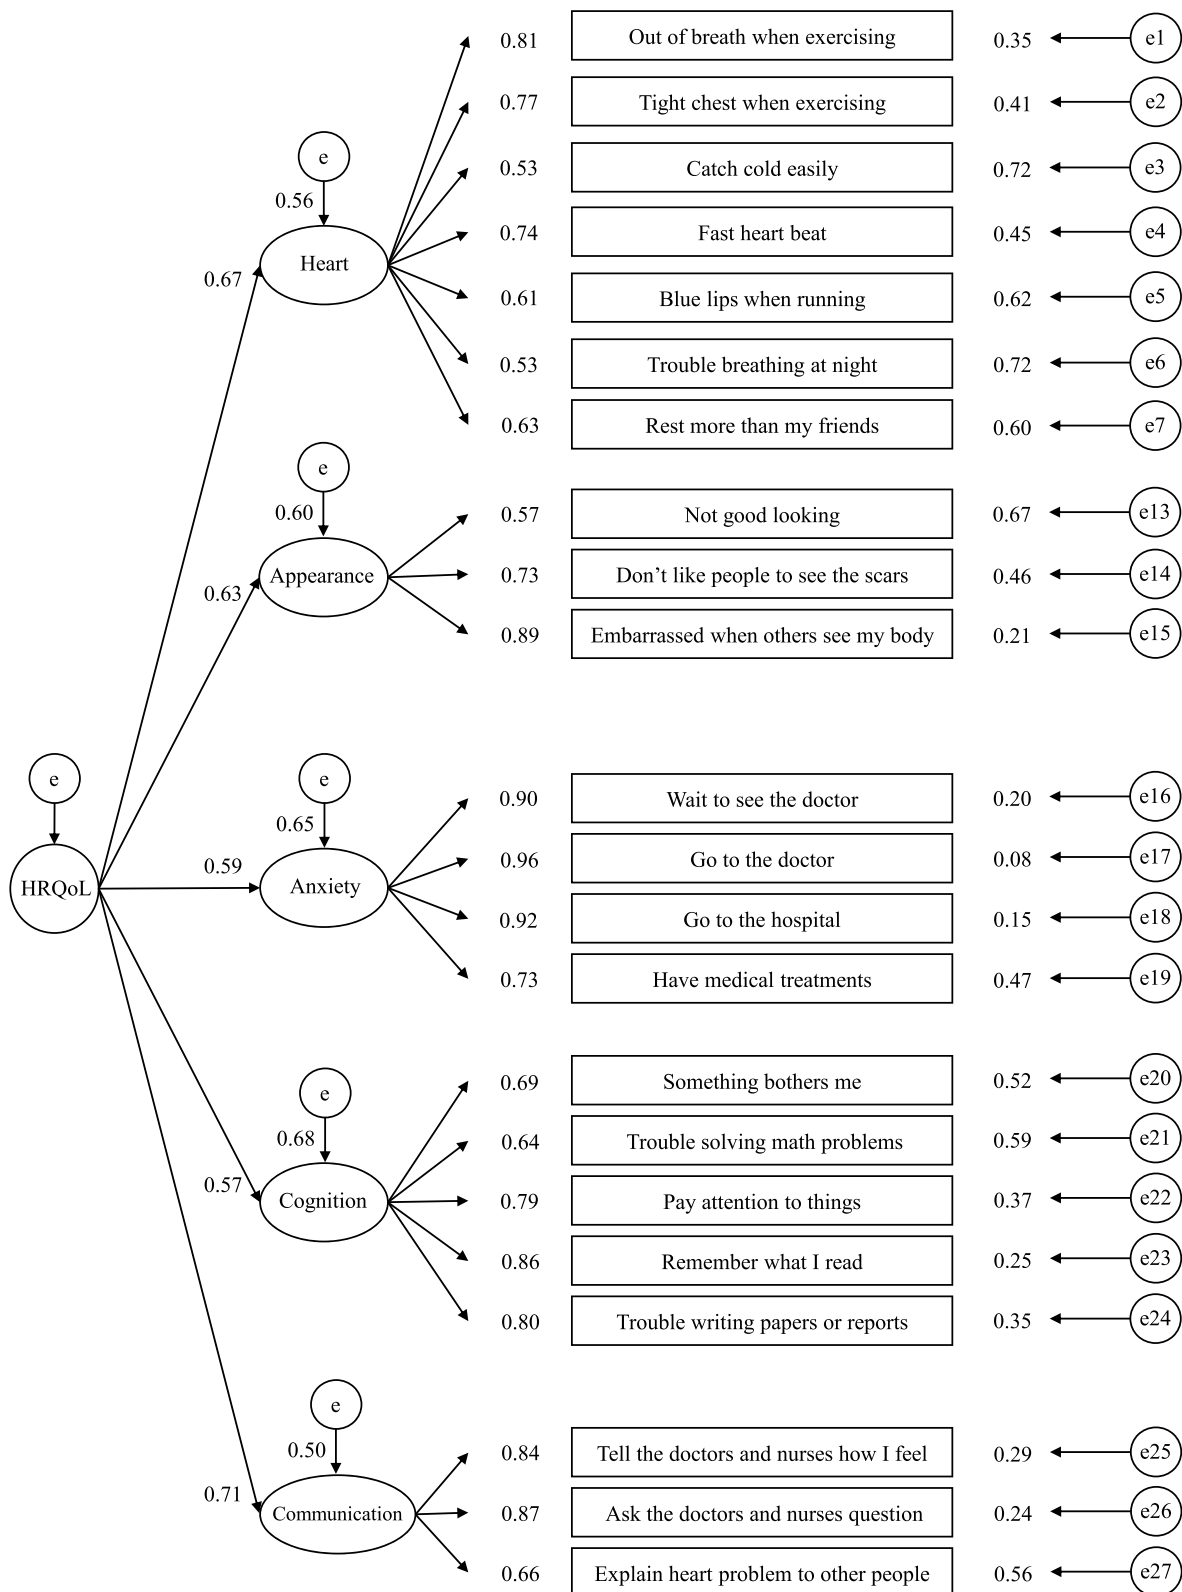 0.81 Out of breath when exercising 0.35 e1
0.77 Tight chest when exercising 0.41 e2
e
0.53 Catch cold easily 0.72 e3
0.56
0.74 Fast heart beat 0.45 e4
Heart
0.67
0.61 Blue lips when running 0.62 e5
0.53 Trouble breathing at night 0.72 e6
0.63 Rest more than my friends 0.60 e7
e
0.60
0.57 Not good looking 0.67 e13
Appearance
0.63
0.73 Don't like people to see the scars 0.46 e14
0.89 Embarrassed when others see my body 0.21 e15
e
e
0.65
0.90 Wait to see the doctor 0.20 e16
0.96 Go to the doctor 0.08 e17
HRQoL
0.59
Anxiety
0.92 Go to the hospital 0.15 e18
0.73 Have medical treatments 0.47 e19
e
0.68
0.69 Something bothers me 0.52 e20
0.64 Trouble solving math problems 0.59 e21
0.57
Cognition
0.79 Pay attention to things 0.37 e22
0.86 Remember what I read 0.25 e23
0.80 Trouble writing papers or reports 0.35 e24
e
0.50
0.84 Tell the doctors and nurses how I feel 0.29 e25
0.71
Communication
0.87 Ask the doctors and nurses question 0.24 e26
0.66 Explain heart problem to other people 0.56 e27